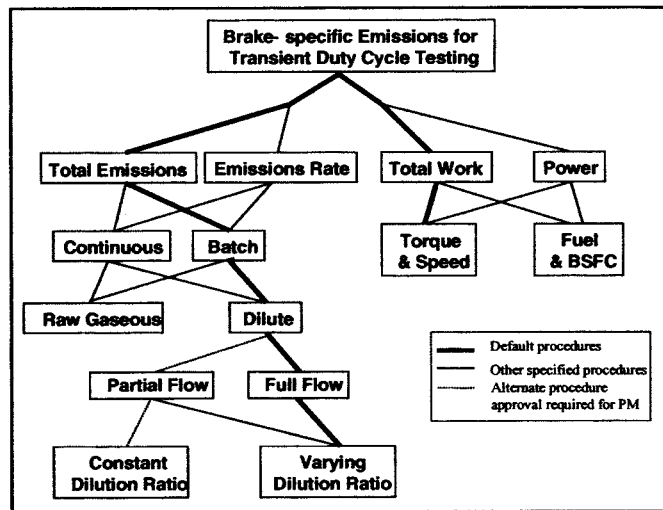 Brake- specific Emissions for
Transient Duty Cycle Testing
Total Emissions
Emissions Rate
Total Work
Power
Continuous
Batch
Torque
& Speed
Fuel
& BSFC
Raw Gaseous
Dilute
Default procedures
Other specified procedures
Alternate procedure
approval required for PM
Partial Flow
Full Flow
Constant
Dilution Ratio
Varying
Dilution Ratio